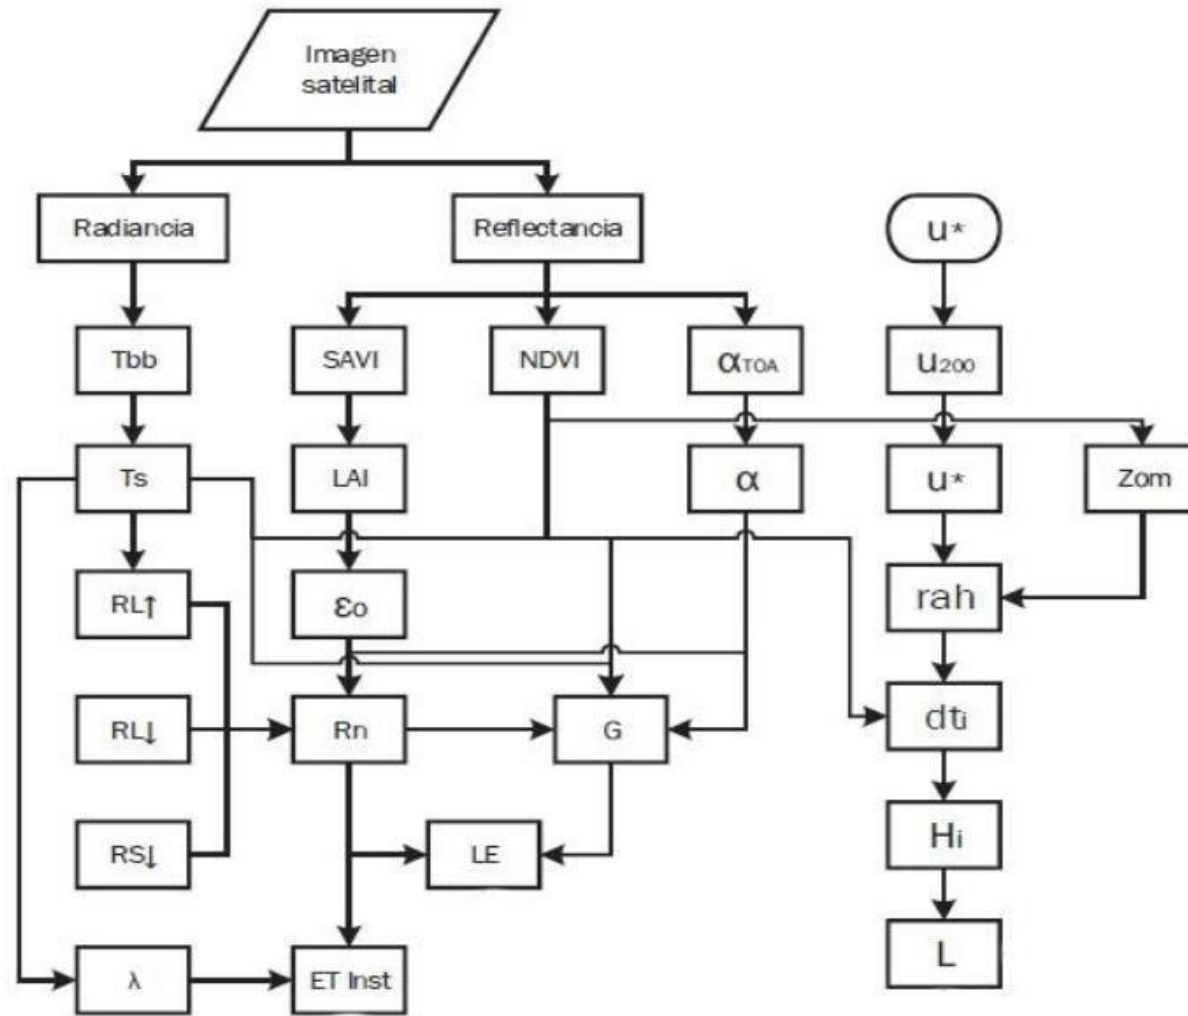 Imagen
satelital
Radiancia
Reflectancia
u*
Tbb
SAVI
NDVI
αTOA
u200
Ts
LAI
α
u*
Zom
RL↑
εo
rah
RL↓
Rn
G
dti
RS↓
LE
Hi
λ
ET Inst
L